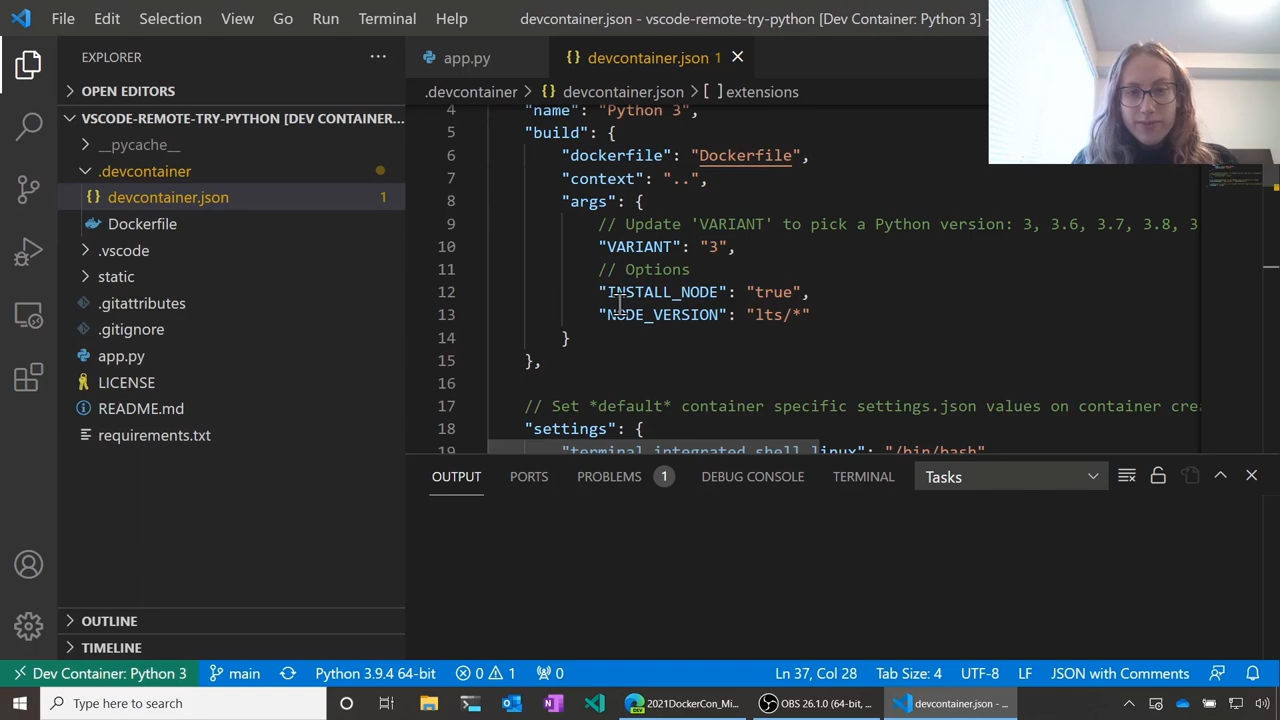 File Edit Selection View Go Run Terminal Help devcontainer.json - vscode-remote-try-python [Dev Container: Python 3] -
EXPLORER
OPEN EDITORS
VSCODE-REMOTE-TRY-PYTHON [DEV CONTAINER...
__pycache__
.devcontainer
devcontainer.json 1
Dockerfile
.vscode
static
.gitattributes
.gitignore
app.py
LICENSE
README.md
requirements.txt
OUTLINE
TIMELINE
app.py
devcontainer.json 1
.devcontainer > devcontainer.json > [ ] extensions
4 "name": "Python 3",
5 "build": {
6 "dockerfile": "Dockerfile",
7 "context": "..",
8 "args": {
9 // Update 'VARIANT' to pick a Python version: 3, 3.6, 3.7, 3.8, 3
10 "VARIANT": "3",
11 // Options
12 "INSTALL_NODE": "true",
13 "NODE_VERSION": "lts/*"
14 }
15 },
16
17 // Set *default* container specific settings.json values on container crea
18 "settings": {
19 "terminal.integrated.shell.linux": "/bin/bash"
OUTPUT PORTS PROBLEMS 1 DEBUG CONSOLE TERMINAL Tasks
Dev Container: Python 3 main Python 3.9.4 64-bit 0 1 0 Ln 37, Col 28 Tab Size: 4 UTF-8 LF JSON with Comments
Type here to search 2021DockerCon_Mi... OBS 26.1.0 (64-bit, ... devcontainer.json - ...